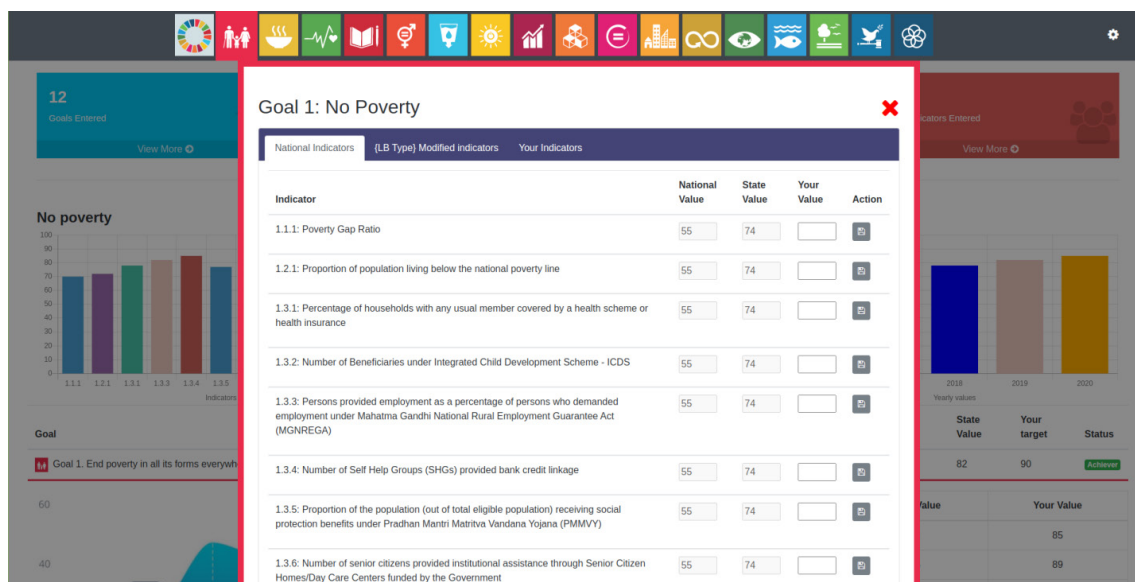 12
Goals Entered
View More
icators Entered
View More
Goal 1: No Poverty
National Indicators {LB Type} Modified indicators Your Indicators
Indicator National Value State Value Your Value Action
1.1.1: Poverty Gap Ratio 55 74
1.2.1: Proportion of population living below the national poverty line 55 74
1.3.1: Percentage of households with any usual member covered by a health scheme or
health insurance 55 74
1.3.2: Number of Beneficiaries under Integrated Child Development Scheme - ICDS 55 74
1.3.3: Persons provided employment as a percentage of persons who demanded
employment under Mahatma Gandhi National Rural Employment Guarantee Act
(MGNREGA) 55 74
1.3.4: Number of Self Help Groups (SHGs) provided bank credit linkage 55 74
1.3.5: Proportion of the population (out of total eligible population) receiving social
protection benefits under Pradhan Mantri Matritva Vandana Yojana (PMMVY) 55 74
1.3.6: Number of senior citizens provided institutional assistance through Senior Citizen
Homes/Day Care Centers funded by the Government 55 74
No poverty
100
90
80
70
60
50
40
30
20
10
0
1.1.1 1.2.1 1.3.1 1.3.3 1.3.4 1.3.5
Indicators
2018 2019 2020
Yearly values
Goal State Value Your target Status
Goal 1. End poverty in all its forms everywh 82 90 Achiever
60
40
Value Your Value
85
89